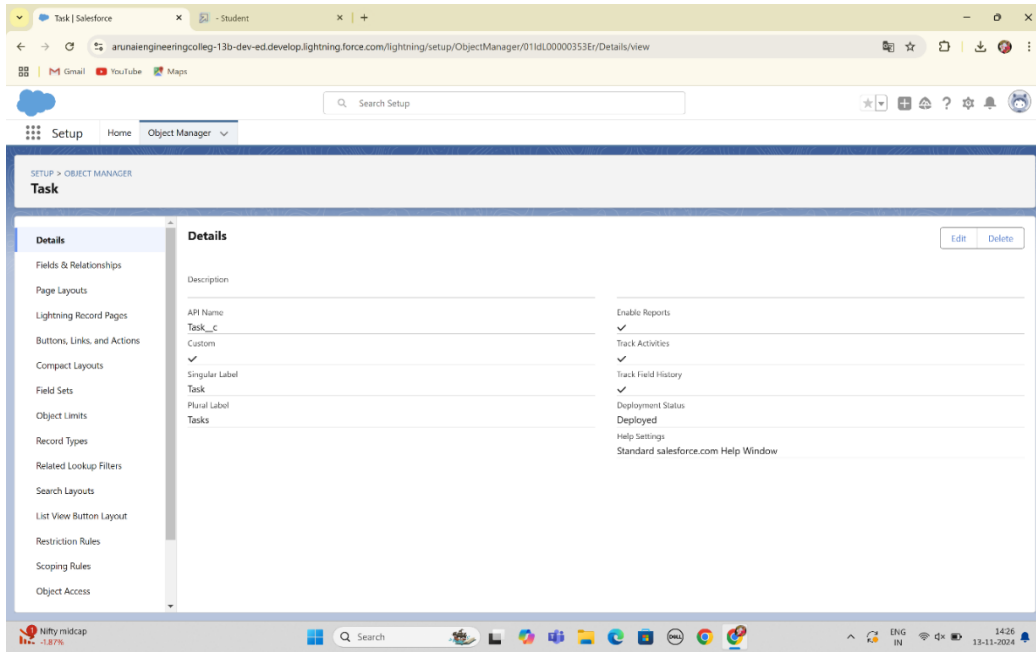 Task | Salesforce
- Student
arunaiengineeringcolleg-13b-dev-ed.develop.lightning.force.com/lightning/setup/ObjectManager/01IdL00000353Er/Details/view
Gmail YouTube Maps
Search Setup
Setup Home Object Manager
SETUP > OBJECT MANAGER
Task
Details
Fields & Relationships
Page Layouts
Lightning Record Pages
Buttons, Links, and Actions
Compact Layouts
Field Sets
Object Limits
Record Types
Related Lookup Filters
Search Layouts
List View Button Layout
Restriction Rules
Scoping Rules
Object Access
Details
Edit Delete
Description
API Name
Task__c
Custom
Singular Label
Task
Plural Label
Tasks
Enable Reports
Track Activities
Track Field History
Deployment Status
Deployed
Help Settings
Standard salesforce.com Help Window
Nifty midcap
-1.87%
Search
DELL
ENG
IN
14:26
13-11-2024